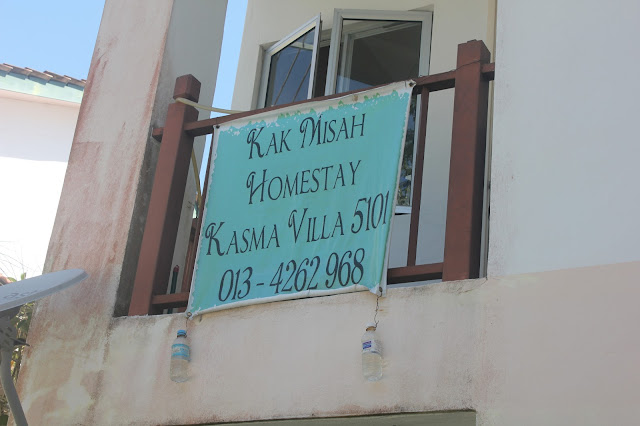 Kak Misah
Homestay
Kasma Villa 5101
013 - 4262 968